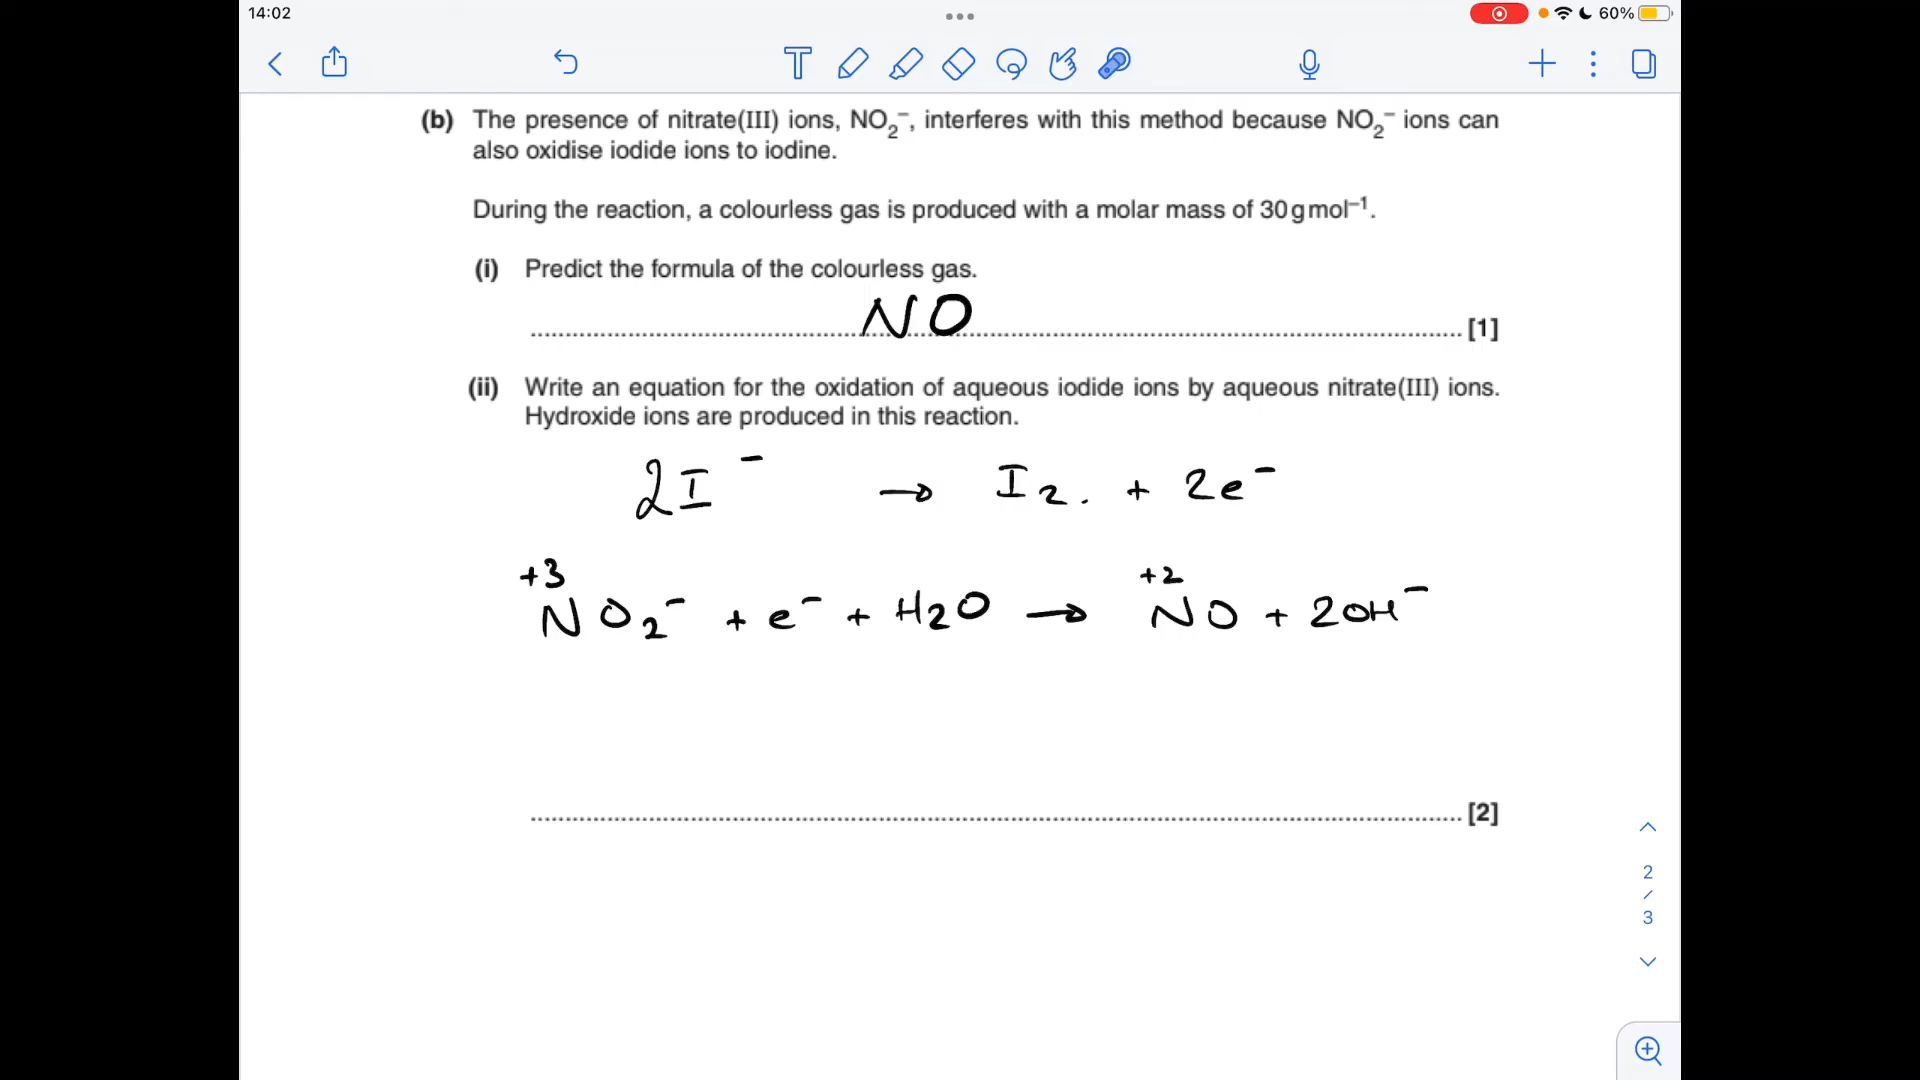 14:02
60%
(b) The presence of nitrate(III) ions, NO₂⁻, interferes with this method because NO₂⁻ ions can
also oxidise iodide ions to iodine.
During the reaction, a colourless gas is produced with a molar mass of 30 g mol⁻¹.
(i) Predict the formula of the colourless gas.
NO
[1]
(ii) Write an equation for the oxidation of aqueous iodide ions by aqueous nitrate(III) ions.
Hydroxide ions are produced in this reaction.
2I⁻ → I₂. + 2e⁻
+3 +2
NO₂⁻ + e⁻ + H₂O → NO + 2OH⁻
[2]
2
/
3